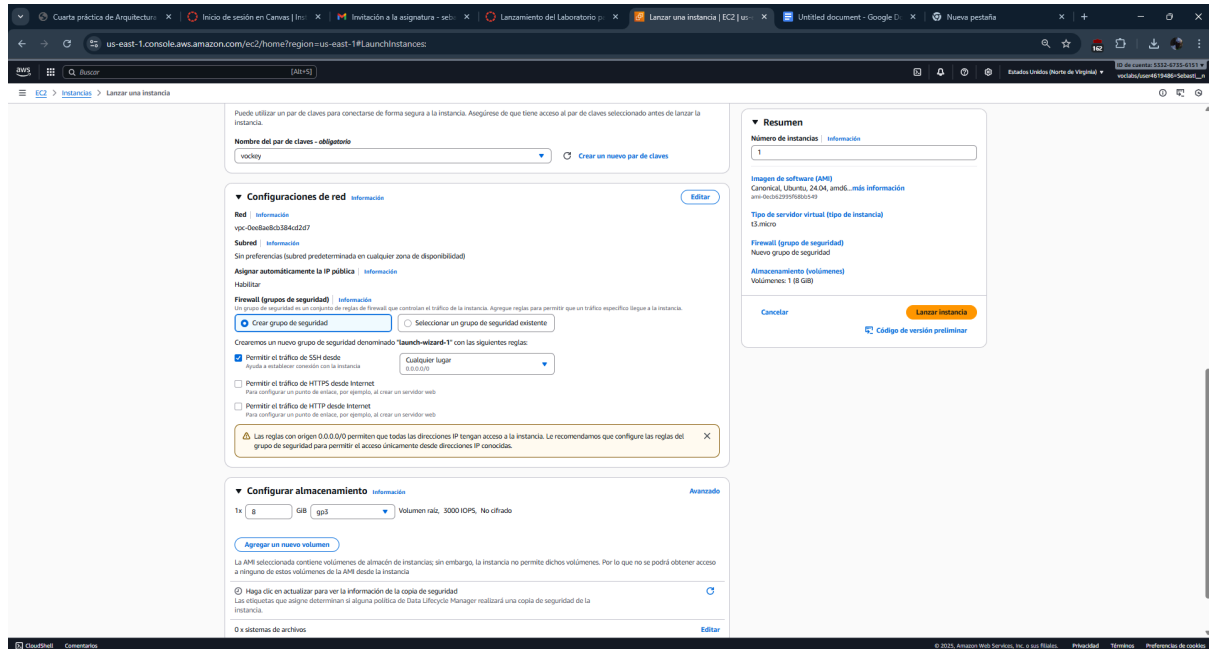 Cuarta práctica de Arquitectura
Inicio de sesión en Canvas | Ins
Invitación a la asignatura - seb
Lanzamiento del Laboratorio p
Lanzar una instancia | EC2 | us-
Untitled document - Google Do
Nueva pestaña
us-east-1.console.aws.amazon.com/ec2/home?region=us-east-1#LaunchInstances:
162
aws
Buscor
[Alt+S]
Estados Unidos (Norte de Virginia)
ID de cuenta: 5332-6735-6151
voclabs/user4619486=Sebasti__n
EC2 > Instancias > Lanzar una instancia
Puede utilizar un par de claves para conectarse de forma segura a la instancia. Asegúrese de que tiene acceso al par de claves seleccionado antes de lanzar la
instancia.
Nombre del par de claves - obligatorio
vockey
Crear un nuevo par de claves
Configuraciones de red Información
Editar
Red | Información
vpc-0ee8ae8cb384cd2d7
Subred | Información
Sin preferencias (subred predeterminada en cualquier zona de disponibilidad)
Asignar automáticamente la IP pública | Información
Habilitar
Firewall (grupos de seguridad) | Información
Un grupo de seguridad es un conjunto de reglas de firewall que controlan el tráfico de la instancia. Agregue reglas para permitir que un tráfico específico llegue a la instancia.
Crear grupo de seguridad
Seleccionar un grupo de seguridad existente
Crearemos un nuevo grupo de seguridad denominado "launch-wizard-1" con las siguientes reglas:
Permitir el tráfico de SSH desde
Ayuda a establecer conexión con la instancia
Cualquier lugar
0.0.0.0/0
Permitir el tráfico de HTTPS desde Internet
Para configurar un punto de enlace, por ejemplo, al crear un servidor web
Permitir el tráfico de HTTP desde Internet
Para configurar un punto de enlace, por ejemplo, al crear un servidor web
Las reglas con origen 0.0.0.0/0 permiten que todas las direcciones IP tengan acceso a la instancia. Le recomendamos que configure las reglas del
grupo de seguridad para permitir el acceso únicamente desde direcciones IP conocidas.
Configurar almacenamiento Información
Avanzado
1x 8 GiB gp3 Volumen raíz, 3000 IOPS, No cifrado
Agregar un nuevo volumen
La AMI seleccionada contiene volúmenes de almacén de instancias; sin embargo, la instancia no permite dichos volúmenes. Por lo que no se podrá obtener acceso
a ninguno de estos volúmenes de la AMI desde la instancia
Haga clic en actualizar para ver la información de la copia de seguridad
Las etiquetas que asigne determinan si alguna política de Data Lifecycle Manager realizará una copia de seguridad de la
instancia.
0 x sistemas de archivos
Editar
Resumen
Número de instancias | Información
1
Imagen de software (AMI)
Canonical, Ubuntu, 24.04, amd6...más información
ami-0ecb62995f68bb549
Tipo de servidor virtual (tipo de instancia)
t3.micro
Firewall (grupo de seguridad)
Nuevo grupo de seguridad
Almacenamiento (volúmenes)
Volúmenes: 1 (8 GiB)
Cancelar
Lanzar instancia
Código de versión preliminar
CloudShell Comentarios
© 2025, Amazon Web Services, Inc. o sus filiales. Privacidad Términos Preferencias de cookies